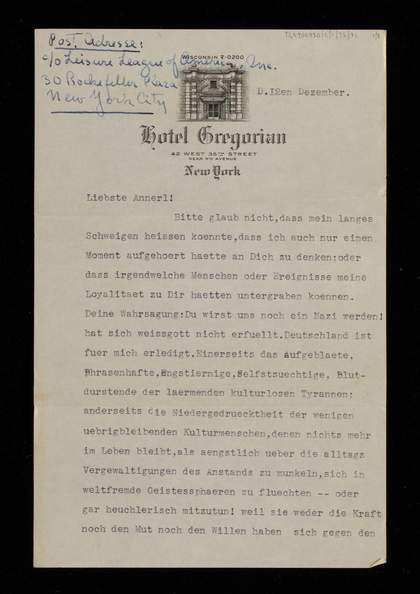 Post Adresse:
c/o Leisure League of America, Inc.
30 Rockefeller Plaza
New York City
WISCONSIN 7-0200
D.12en Dezember.
Hotel Gregorian
42 WEST 35TH STREET
NEAR 5TH AVENUE
New York
Liebste Annerl!
Bitte glaub nicht,dass mein langes
Schweigen heissen koennte,dass ich auch nur einen
Moment aufgehoert haette an Dich zu denken;oder
dass irgendwelche Menschen oder Ereignisse meine
Loyalitaet zu Dir haetten untergraben koennen.
Deine Wahrsagung:Du wirst uns noch ein Nazi werden!
hat sich weissgott nicht erfuellt.Deutschland ist
fuer mich erledigt.Einerseits das aufgeblaete,
Phrasenhafte,Engstiernige,Selfstzuechtige, Blut-
durstende der laermenden kulturlosen Tyrannen;
anderseits die Niedergedruecktheit der wenigen
uebrigbleibenden Kulturmenschen,denen nichts mehr
im Leben bleibt,als aengstlich ueber die alltags
Vergewaltigungen des Anstands zu munkeln,sich in
weltfremde Geistessphaeren zu fluechten -- oder
gar heuchlerisch mitzutun! weil sie weder die Kraft
noch den Mut noch den Willen haben sich gegen den